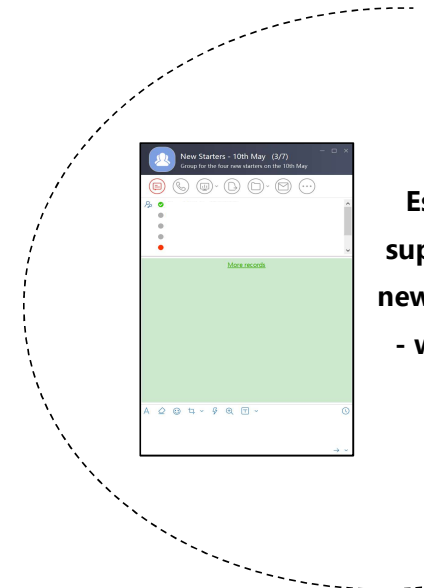 New Starters - 10th May (3/7)
Group for the four new starters on the 10th May
More records
A
T
Es
sup
new
- w